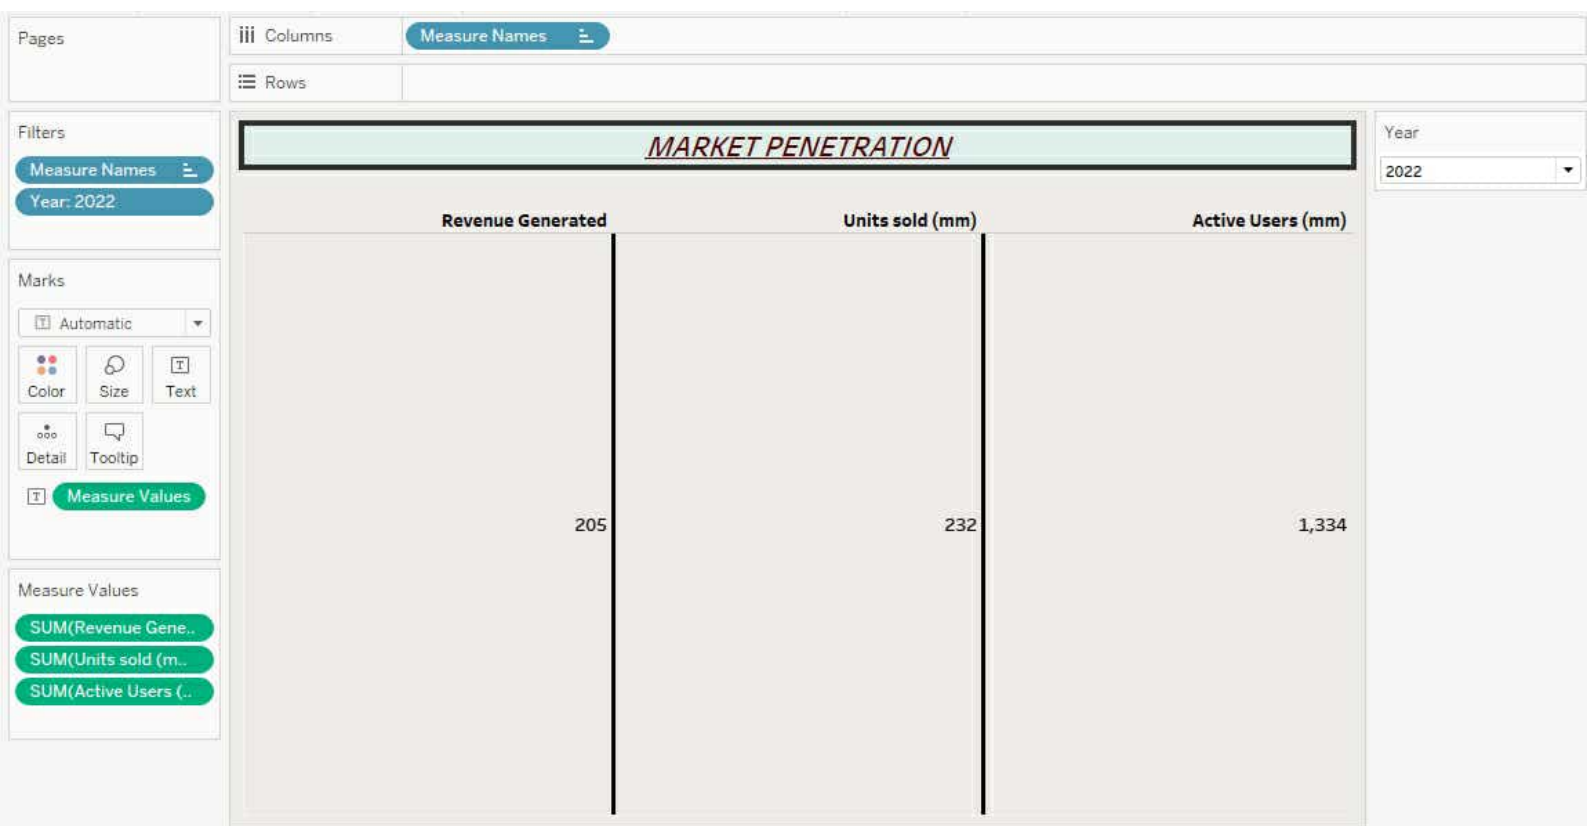 Pages
Columns
Measure Names
Rows
Filters
Measure Names
Year: 2022
MARKET PENETRATION
Year
2022
Revenue Generated
Units sold (mm)
Active Users (mm)
Marks
Automatic
Color
Size
Text
Detail
Tooltip
Measure Values
205
232
1,334
Measure Values
SUM(Revenue Gene..
SUM(Units sold (m..
SUM(Active Users (..